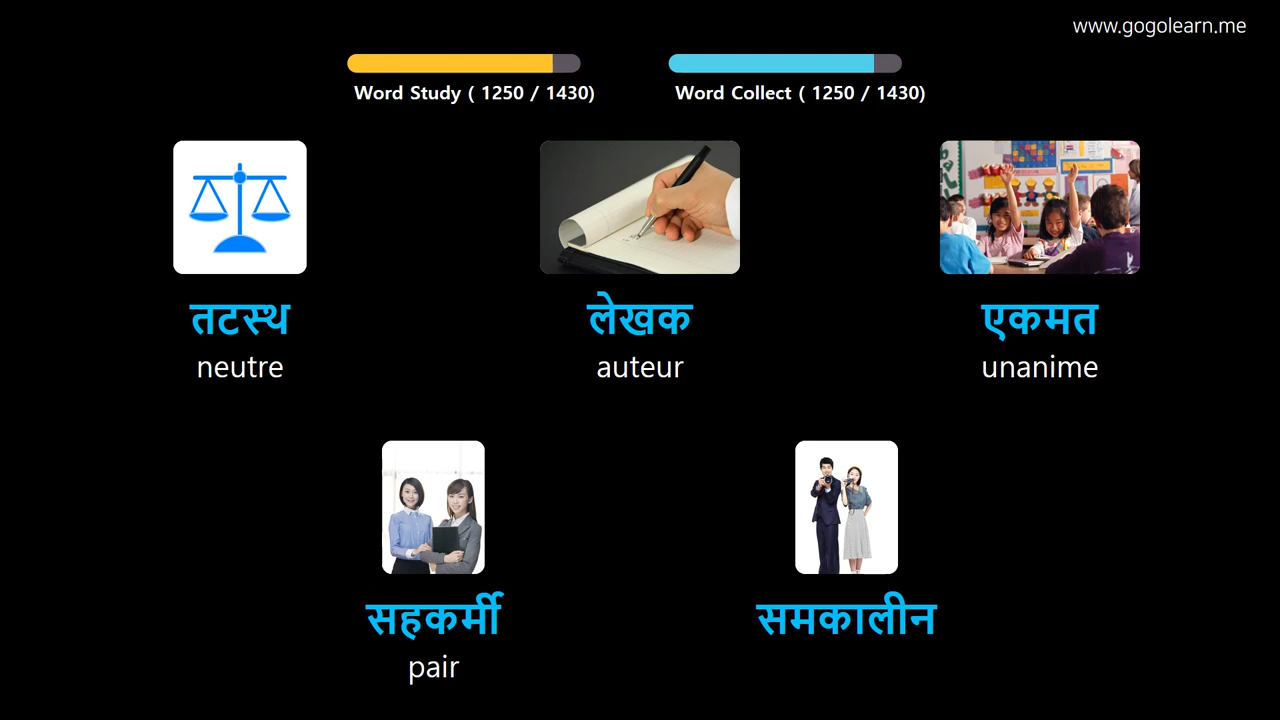 www.gogolearn.me
Word Study ( 1250 / 1430)
Word Collect ( 1250 / 1430)
तटस्थ
neutre
लेखक
auteur
एकमत
unanime
सहकर्मी
pair
समकालीन